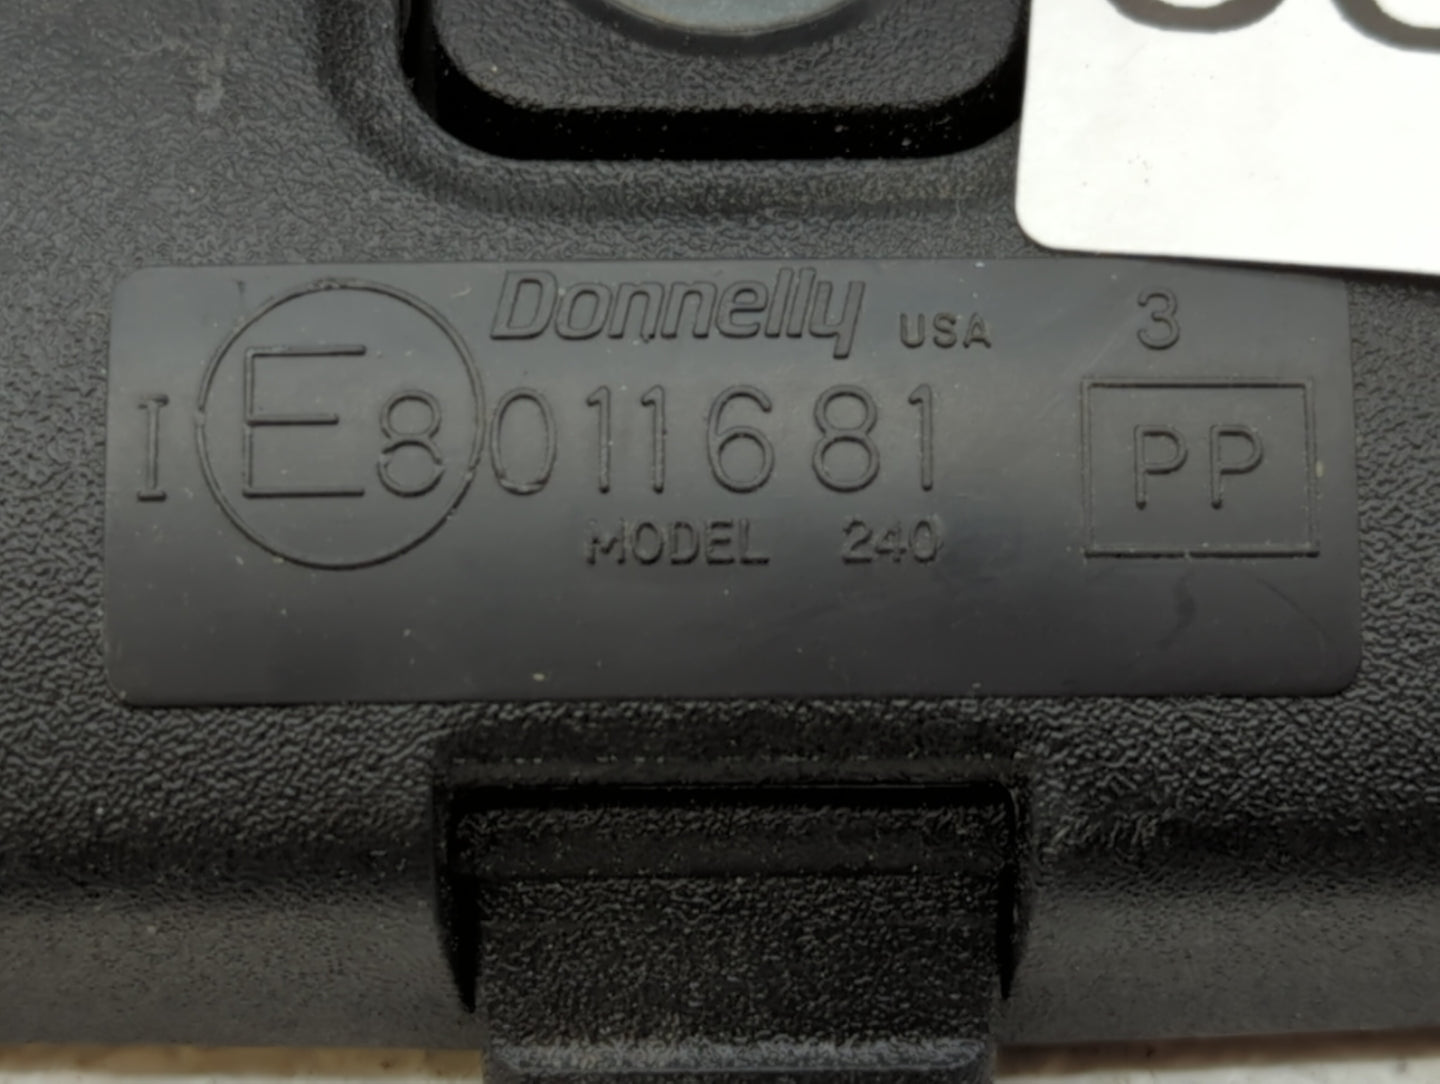 Donnelly USA 3
I E8 011681 PP
MODEL 240